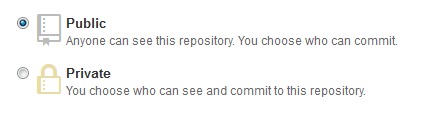 Public
Anyone can see this repository. You choose who can commit.
Private
You choose who can see and commit to this repository.